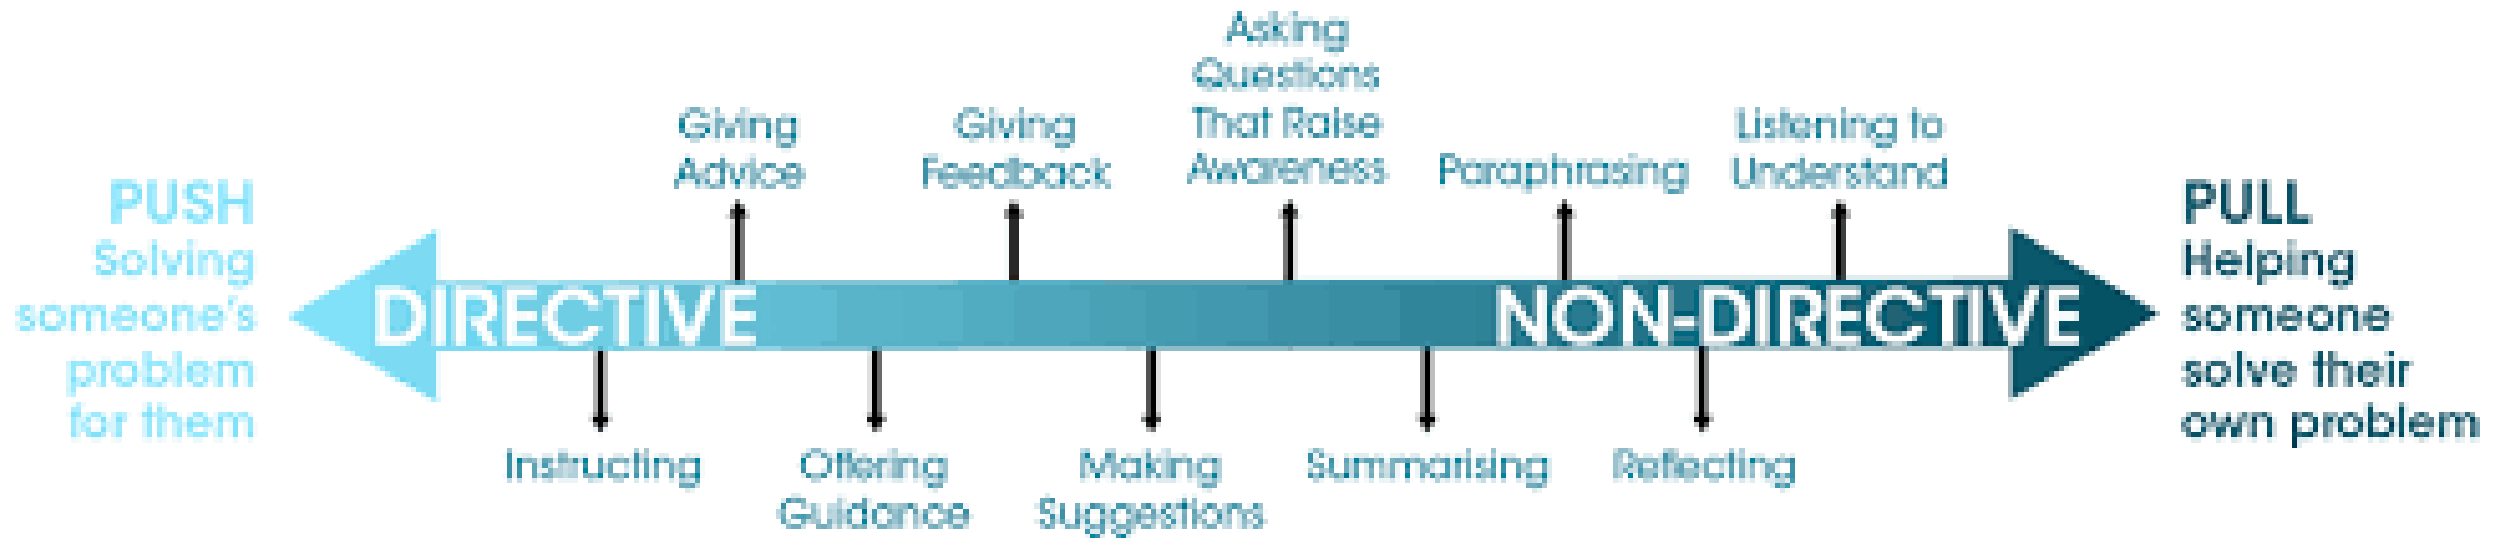 PUSH
Solving
someone's
problem
for them
DIRECTIVE
NON-DIRECTIVE
Giving
Advice
Giving
Feedback
Asking
Questions
That Raise
Awareness
Paraphrasing
Listening to
Understand
Instructing
Offering
Guidance
Making
Suggestions
Summarising
Reflecting
PULL
Helping
someone
solve their
own problem